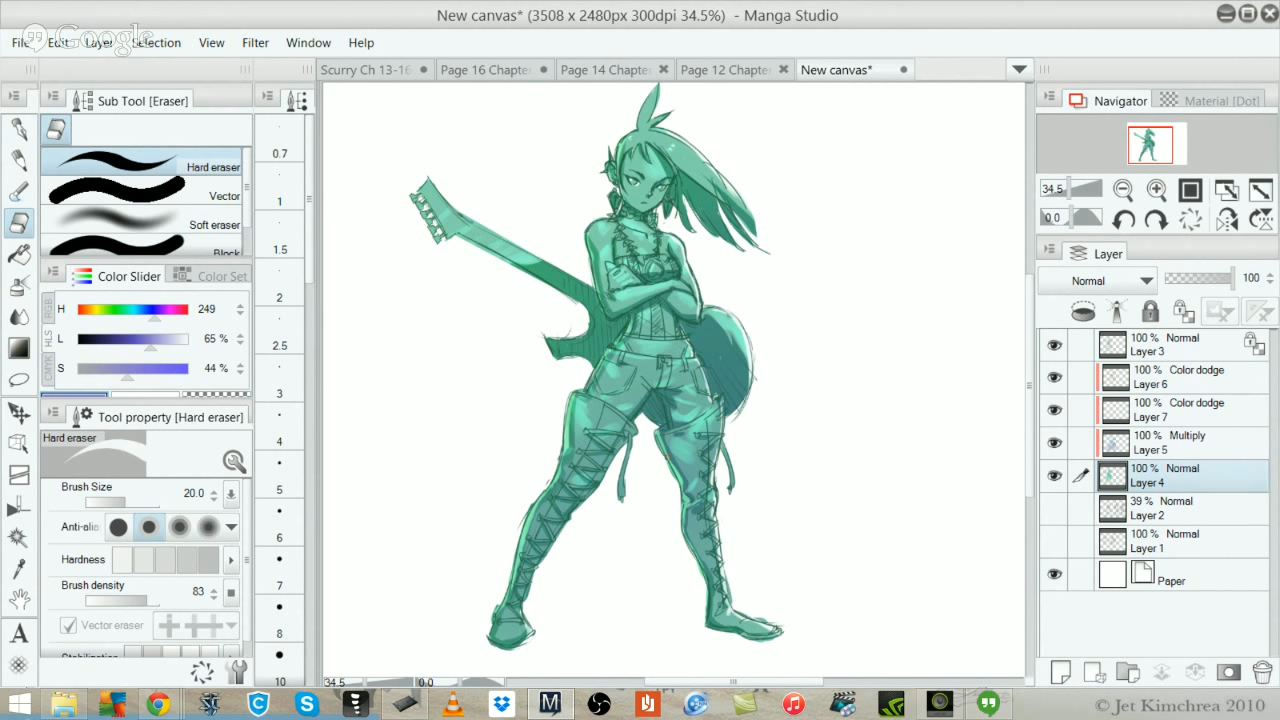 New canvas* (3508 x 2480px 300dpi 34.5%) - Manga Studio
File Edit Layer Selection View Filter Window Help
Google
Scurry Ch 13-16 Page 16 Chapte Page 14 Chapte Page 12 Chapte New canvas*
Sub Tool [Eraser]
Hard eraser
Vector
Soft eraser
Block
Color Slider Color Set
RGB
HLS
CMYK
H 249
L 65 %
S 44 %
Tool property [Hard eraser]
Hard eraser
Brush Size 20.0
Anti-alia
Hardness
Brush density 83
Vector eraser
Stabilization
0.7
1
1.5
2
2.5
3
4
5
6
7
8
10
34.5 0.0
Navigator Material [Dot]
34.5
0.0
Layer
Normal 100
100 % Normal
Layer 3
100 % Color dodge
Layer 6
100 % Color dodge
Layer 7
100 % Multiply
Layer 5
100 % Normal
Layer 4
39 % Normal
Layer 2
100 % Normal
Layer 1
Paper
A
© Jet Kimchrea 2010